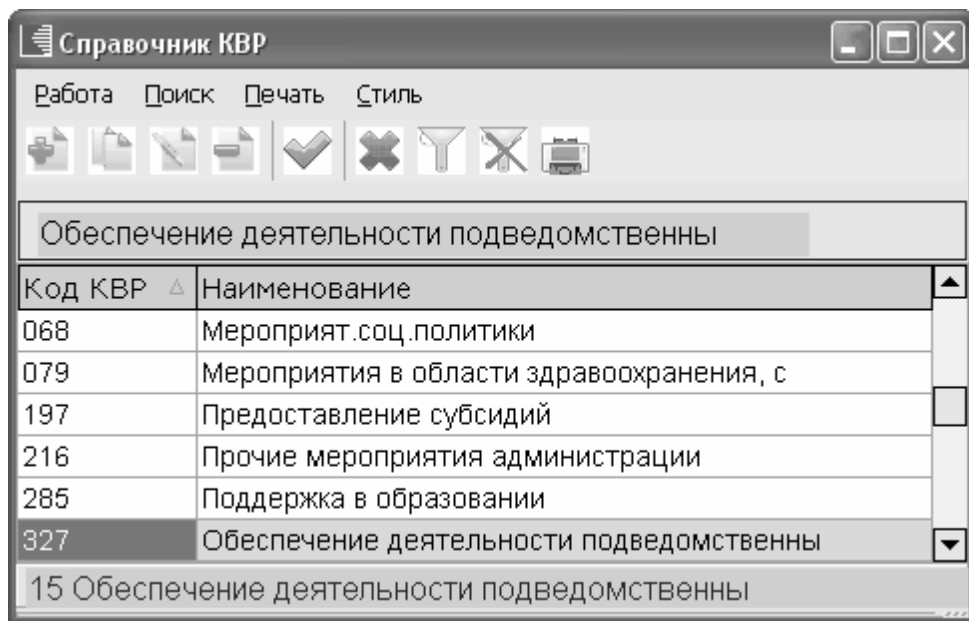 Справочник КВР
Работа Поиск Печать Стиль
Обеспечение деятельности подведомственны
Код КВР Наименование
068 Мероприят.соц.политики
079 Мероприятия в области здравоохранения, с
197 Предоставление субсидий
216 Прочие мероприятия администрации
285 Поддержка в образовании
327 Обеспечение деятельности подведомственны
15 Обеспечение деятельности подведомственны